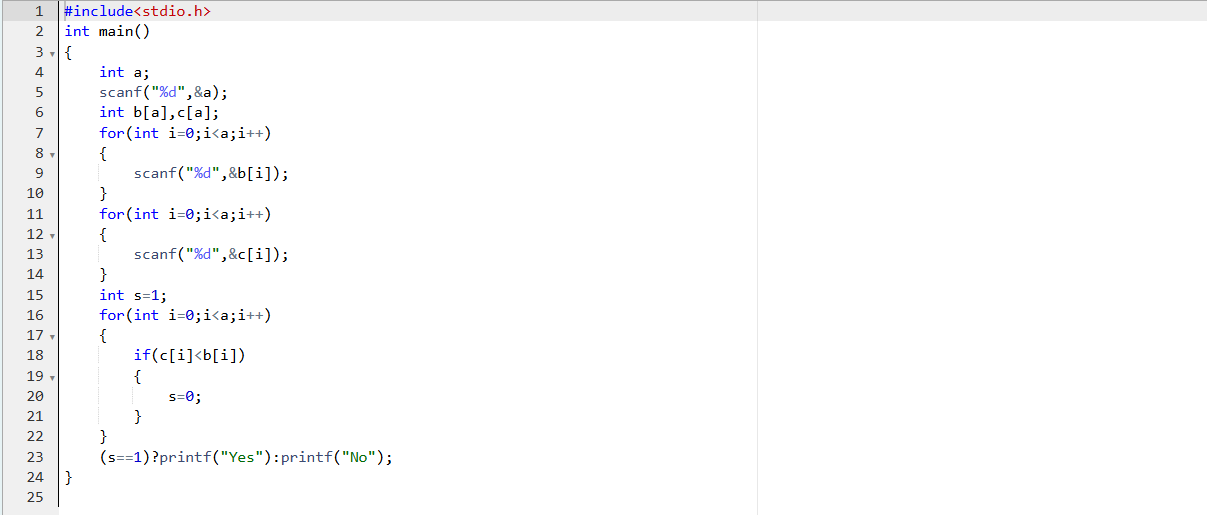 1 #include<stdio.h>
2 int main()
3 {
4     int a;
5     scanf("%d",&a);
6     int b[a],c[a];
7     for(int i=0;i<a;i++)
8     {
9         scanf("%d",&b[i]);
10     }
11     for(int i=0;i<a;i++)
12     {
13         scanf("%d",&c[i]);
14     }
15     int s=1;
16     for(int i=0;i<a;i++)
17     {
18         if(c[i]<b[i])
19         {
20             s=0;
21         }
22     }
23     (s==1)?printf("Yes"):printf("No");
24 }
25